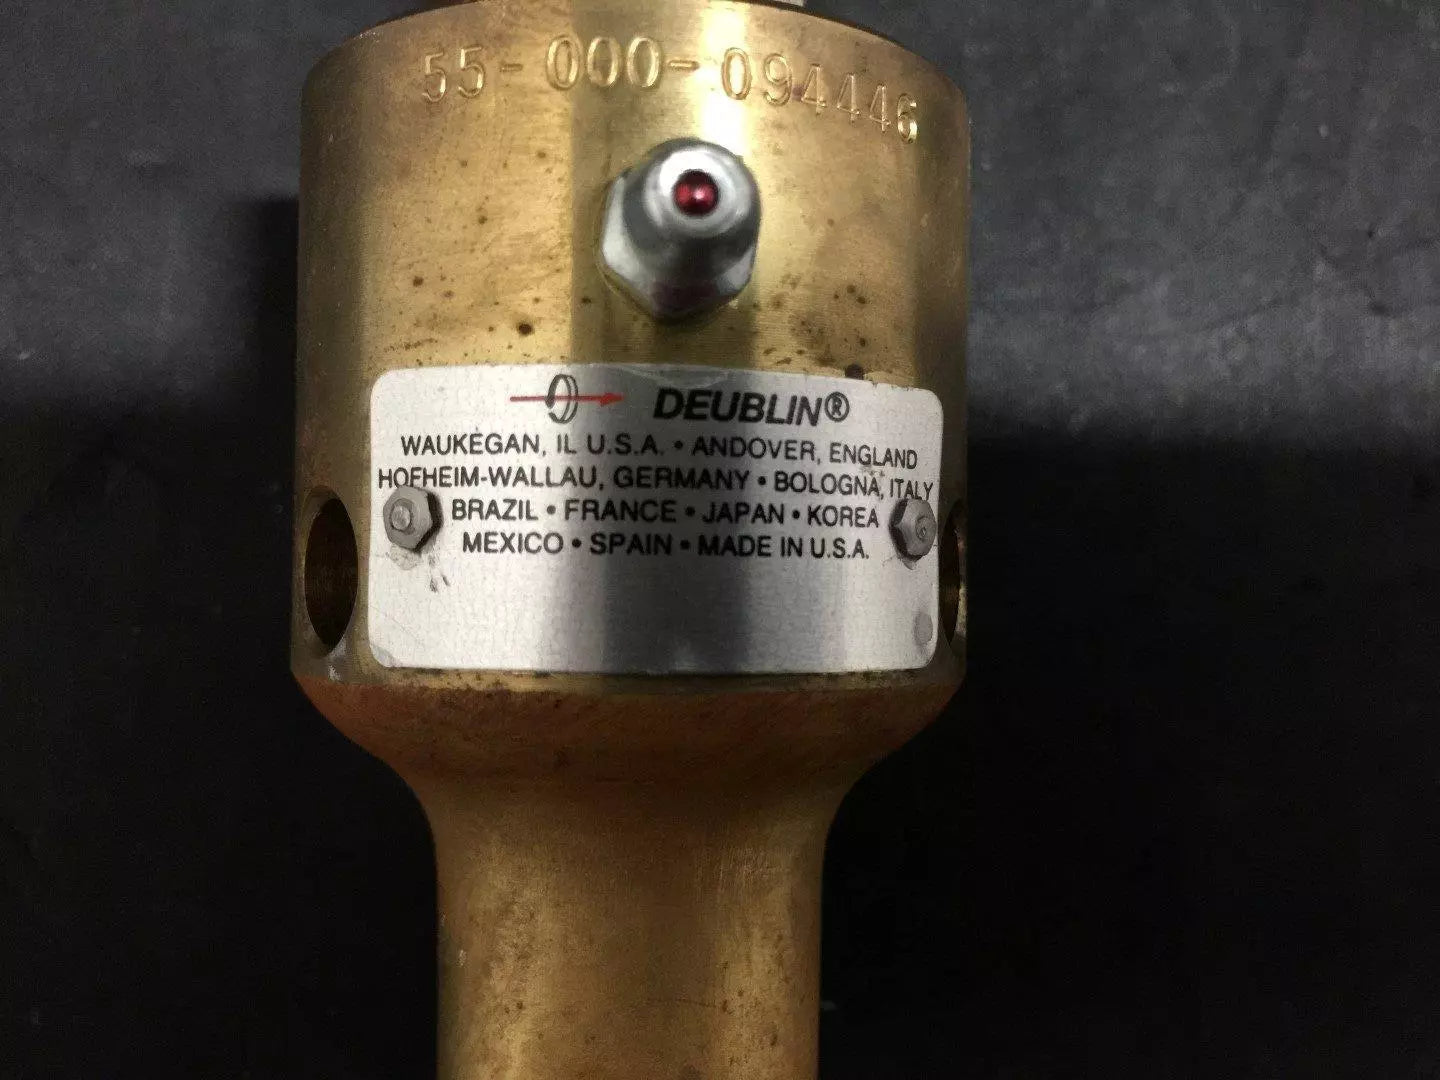 55-000-094446
DEUBLIN®
WAUKEGAN, IL U.S.A. • ANDOVER, ENGLAND
HOFHEIM-WALLAU, GERMANY • BOLOGNA, ITALY
BRAZIL • FRANCE • JAPAN • KOREA
MEXICO • SPAIN • MADE IN U.S.A.